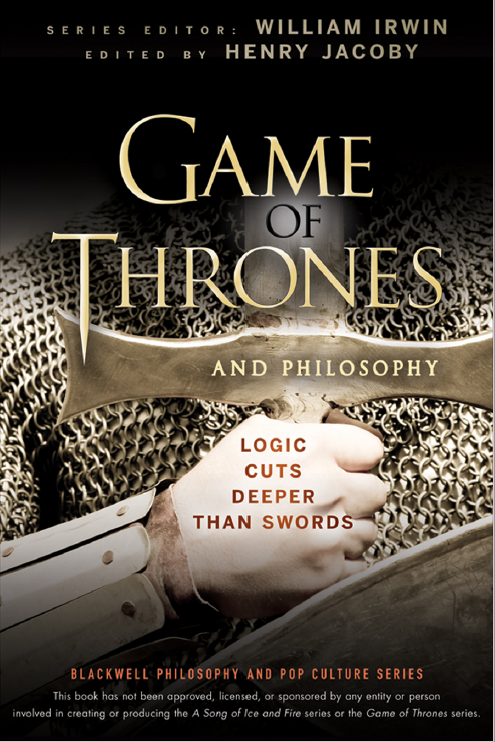 SERIES EDITOR: WILLIAM IRWIN
EDITED BY HENRY JACOBY
GAME
OF
THRONES
AND PHILOSOPHY
LOGIC
CUTS
DEEPER
THAN SWORDS
BLACKWELL PHILOSOPHY AND POP CULTURE SERIES
This book has not been approved, licensed, or sponsored by any entity or person
involved in creating or producing the A Song of Ice and Fire series or the Game of Thrones series.